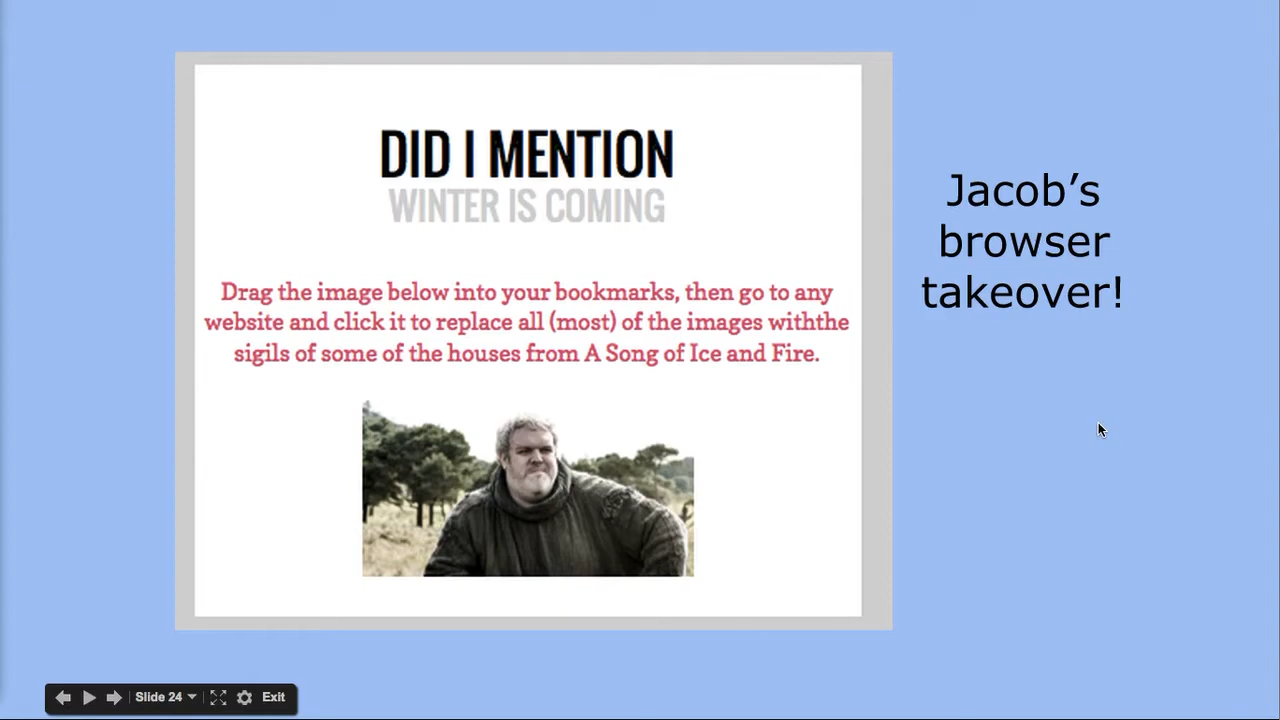 DID I MENTION
WINTER IS COMING
Drag the image below into your bookmarks, then go to any
website and click it to replace all (most) of the images withthe
sigils of some of the houses from A Song of Ice and Fire.
Jacob’s
browser
takeover!
Slide 24
Exit